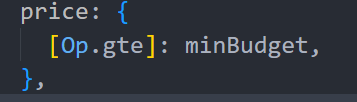 price: {
[Op.gte]: minBudget,
},